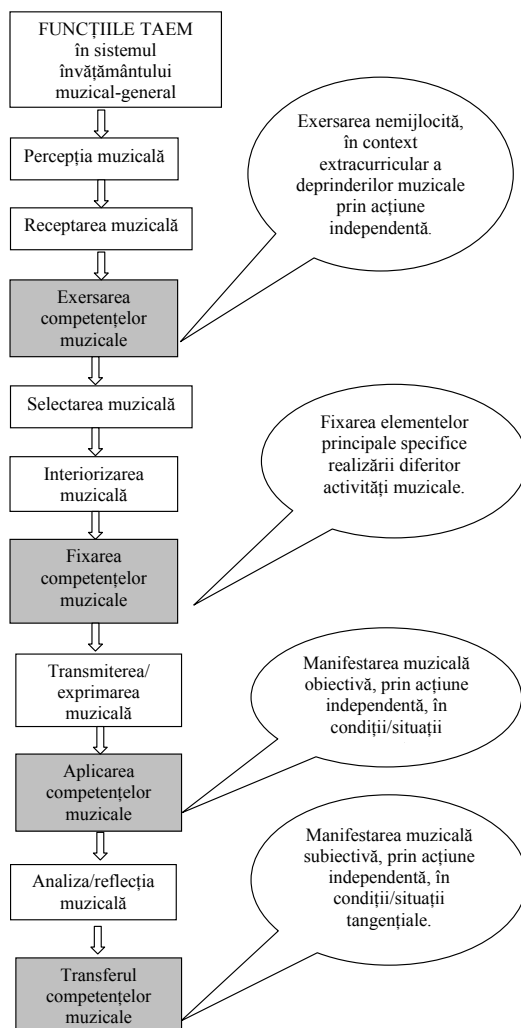 FUNCȚIILE TAEM
în sistemul
învățământului
muzical-general
Percepția muzicală
Receptarea muzicală
Exersarea
competențelor
muzicale
Exersarea nemijlocită,
în context
extracurricular a
deprinderilor muzicale
prin acțiune
independentă.
Selectarea muzicală
Interiorizarea
muzicală
Fixarea
competențelor
muzicale
Fixarea elementelor
principale specifice
realizării diferitor
activități muzicale.
Transmiterea/
exprimarea
muzicală
Aplicarea
competențelor
muzicale
Manifestarea muzicală
obiectivă, prin acțiune
independentă, în
condiții/situații
Analiza/reflecția
muzicală
Transferul
competențelor
muzicale
Manifestarea muzicală
subiectivă, prin acțiune
independentă, în
condiții/situații
tangențiale.